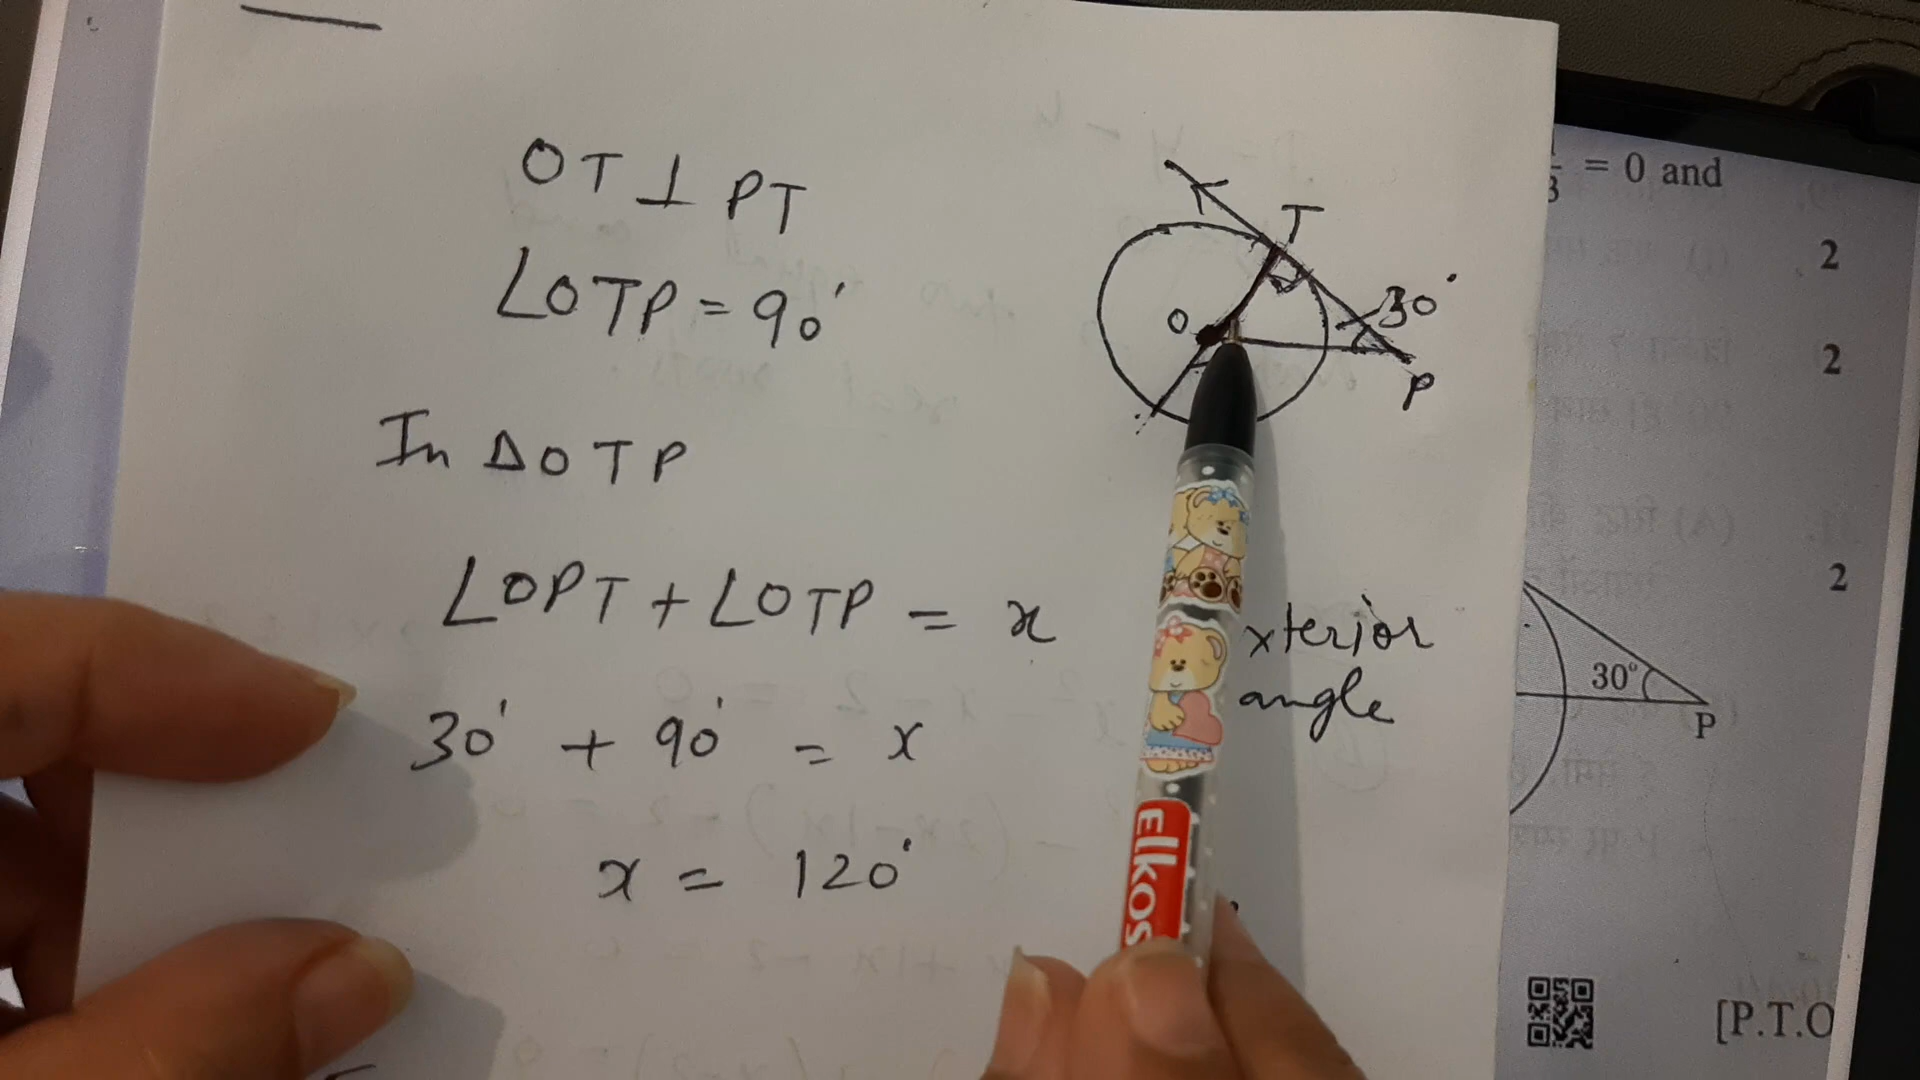 OT ⊥ PT
∠OTP = 90°
In ΔOTP
∠OPT + ∠OTP = x
xterior
angle
30° + 90° = x
x = 120°
T
O
30°
P
= 0 and
2
2
2
30°
P
[P.T.O
elkos